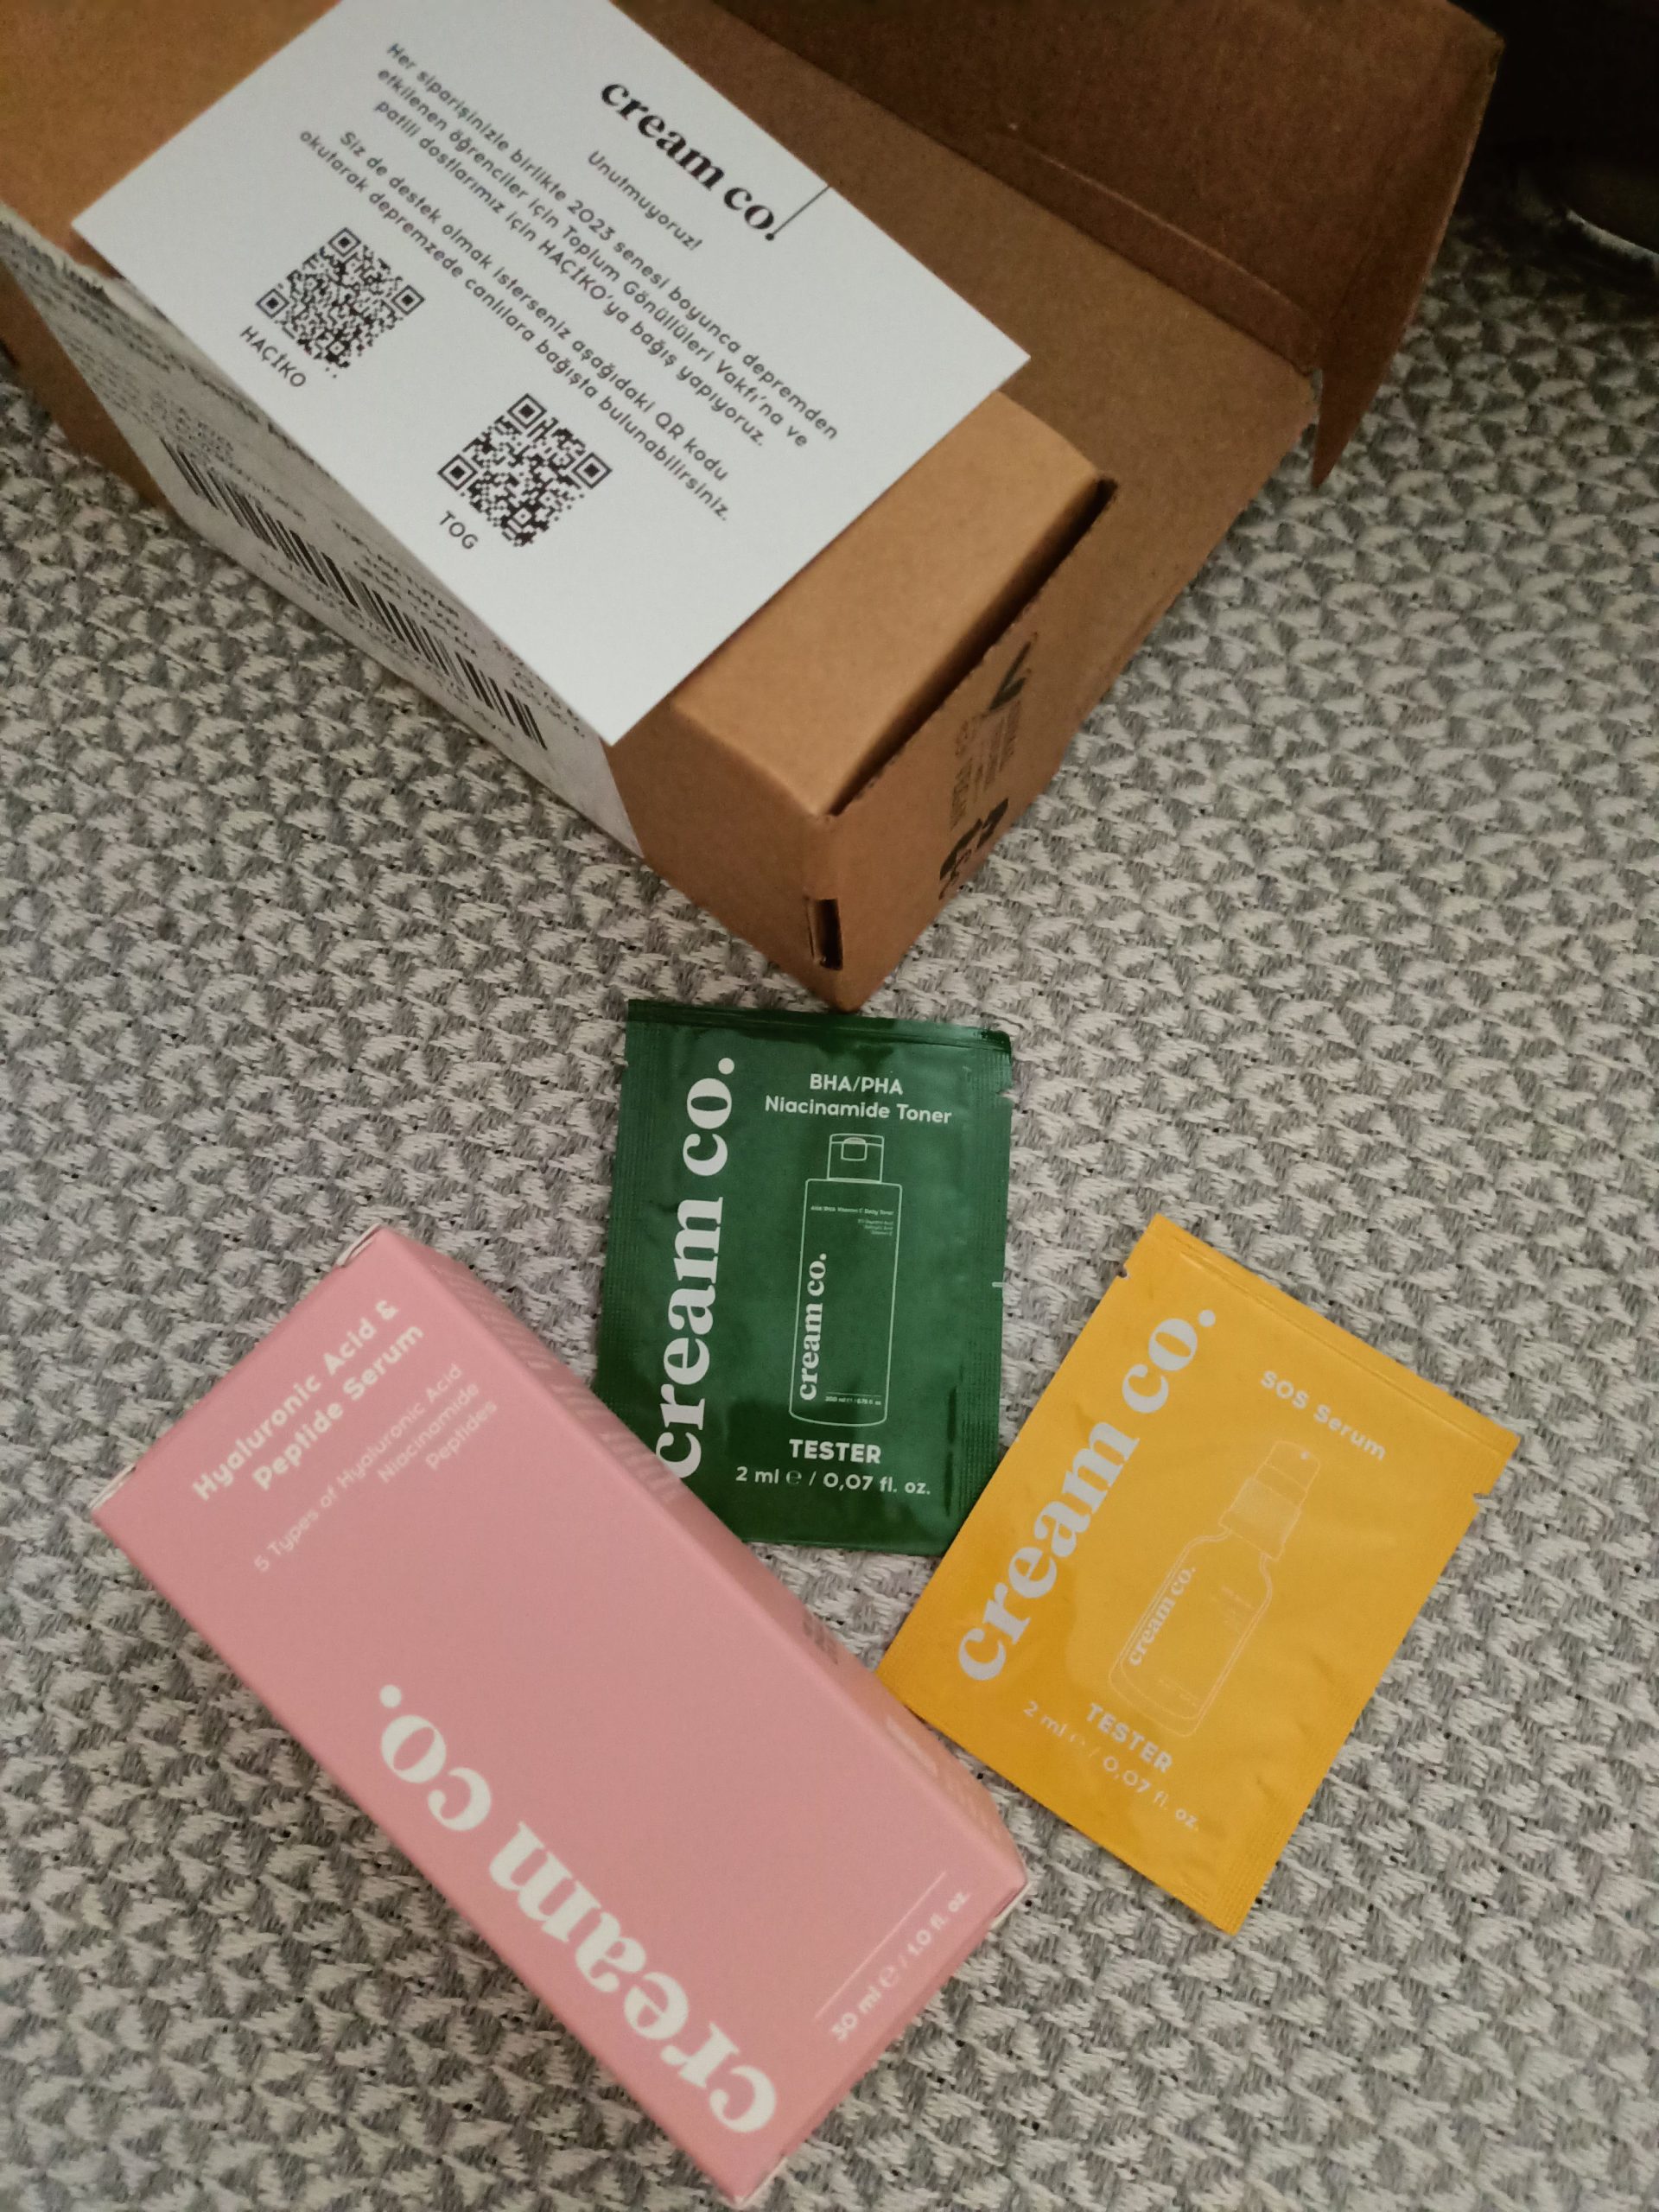 cream co.
Unutmuyoruz!
Her siparişinizle birlikte 2023 senesi boyunca depremden
etkilenen öğrenciler için Toplum Gönüllüleri Vakfı'na ve
patili dostlarımız için HAÇİKO'ya bağış yapıyoruz.
Siz de destek olmak isterseniz aşağıdaki QR kodu
okutarak depremzede canlılara bağışta bulunabilirsiniz.
HAÇİKO
TOG
cream co.
BHA/PHA
Niacinamide Toner
cream co.
TESTER
2 ml e / 0,07 fl. oz.
cream co.
SOS Serum
cream co.
TESTER
2 ml e / 0,07 fl. oz.
Hyaluronic Acid &
Peptide Serum
5 Types of Hyaluronic Acid
Niacinamide
Peptides
cream co.
30 ml e / 1.0 fl. oz.